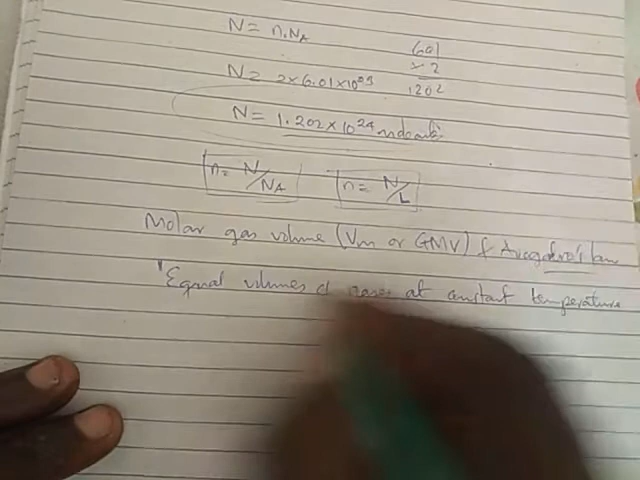 N = n.NA
601
× 2
1202
N = 2×6.01×10²³
N = 1.202×10²⁴ molecules
n = N/NA
n = N/L
Molar gas volume (Vm or GMV) & Avogadro's law
"Equal volumes of gases at constant temperature